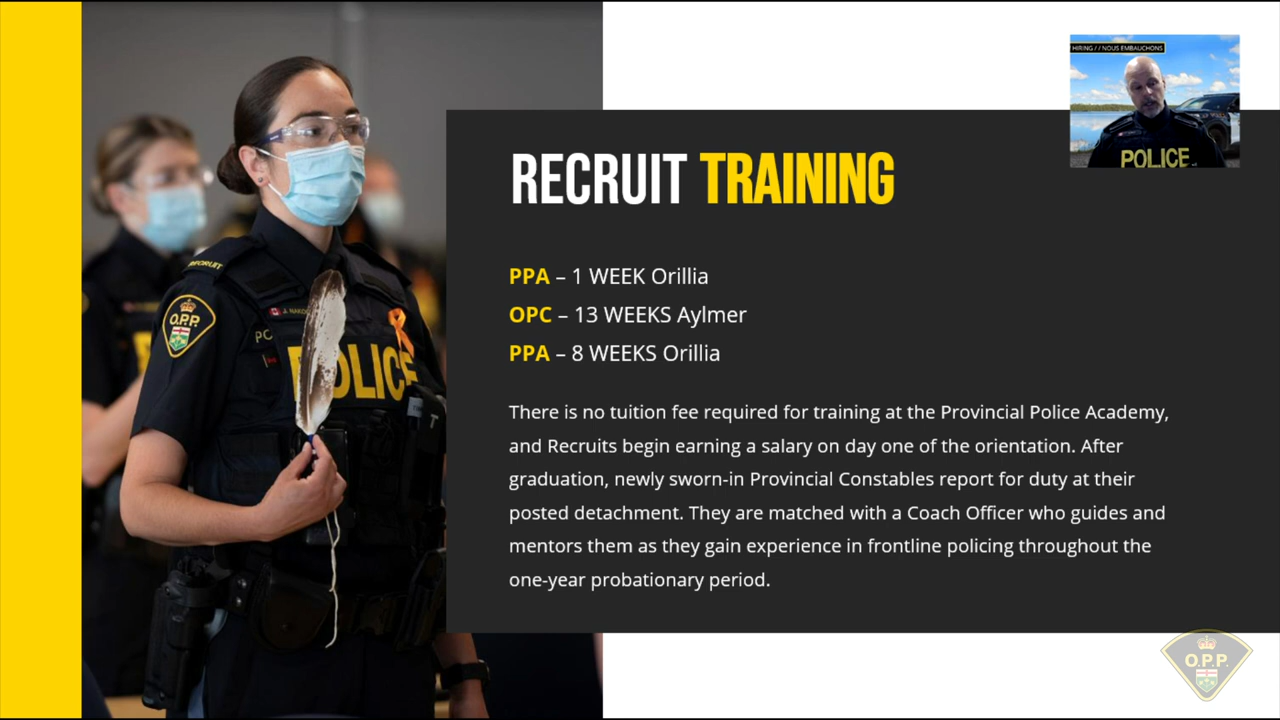 HIRING / / NOUS EMBAUCHONS
POLICE
RECRUIT TRAINING
PPA – 1 WEEK Orillia
OPC – 13 WEEKS Aylmer
PPA – 8 WEEKS Orillia
There is no tuition fee required for training at the Provincial Police Academy,
and Recruits begin earning a salary on day one of the orientation. After
graduation, newly sworn-in Provincial Constables report for duty at their
posted detachment. They are matched with a Coach Officer who guides and
mentors them as they gain experience in frontline policing throughout the
one-year probationary period.
RECRUIT
O.P.P.
POLICE
O.P.P.